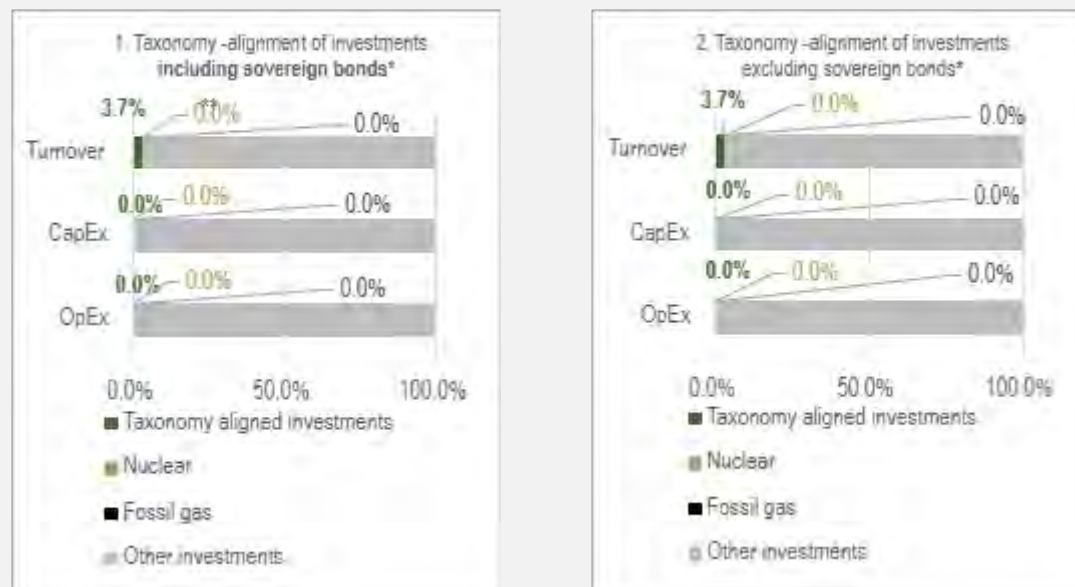 1. Taxonomy -alignment of investments
including sovereign bonds*
3.7%
0.0%
**
0.0%
Turnover
0.0%
0.0%
0.0%
CapEx
0.0%
0.0%
0.0%
OpEx
0.0%
50.0%
100.0%
Taxonomy aligned investments
Nuclear
Fossil gas
Other investments
2. Taxonomy -alignment of investments
excluding sovereign bonds*
3.7%
0.0%
0.0%
Turnover
0.0%
0.0%
0.0%
CapEx
0.0%
0.0%
0.0%
OpEx
0.0%
50.0%
100.0%
Taxonomy aligned investments
Nuclear
Fossil gas
Other investments